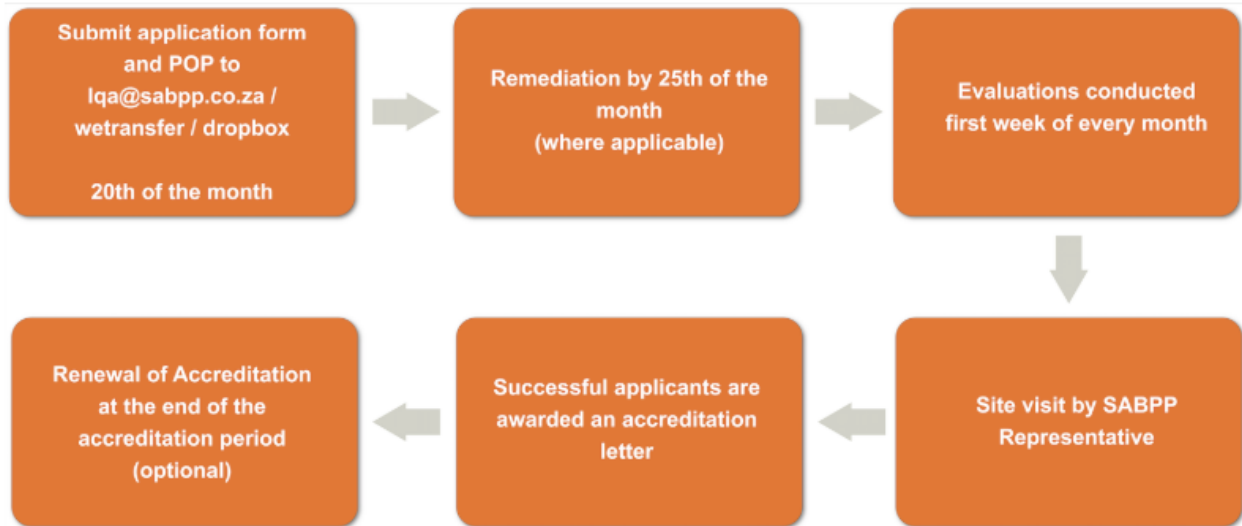 Submit application form
and POP to
lqa@sabpp.co.za /
wetransfer / dropbox
20th of the month
Remediation by 25th of the
month
(where applicable)
Evaluations conducted
first week of every month
Site visit by SABPP
Representative
Successful applicants are
awarded an accreditation
letter
Renewal of Accreditation
at the end of the
accreditation period
(optional)